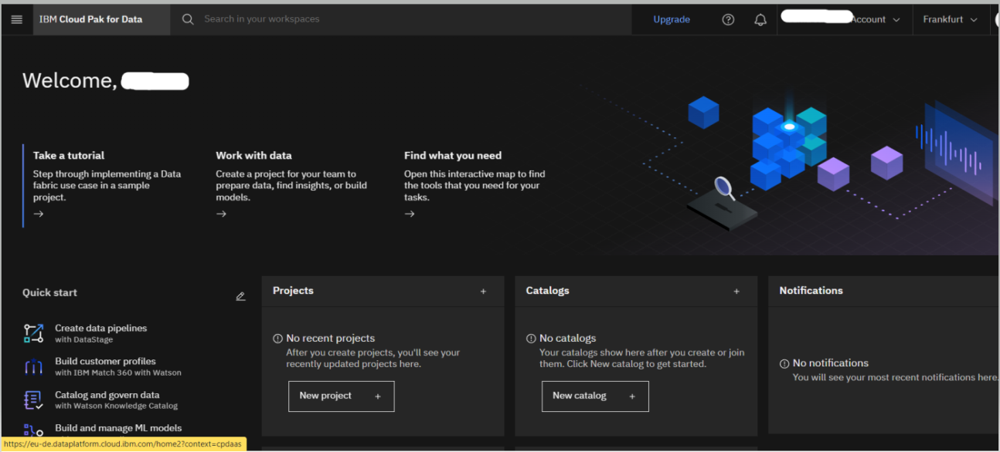 IBM Cloud Pak for Data
Search in your workspaces
Upgrade
Account
Frankfurt
Welcome,
Take a tutorial
Step through implementing a Data
fabric use case in a sample
project.
Work with data
Create a project for your team to
prepare data, find insights, or build
models.
Find what you need
Open this interactive map to find
the tools that you need for your
tasks.
Quick start
Create data pipelines
with DataStage
Build customer profiles
with IBM Match 360 with Watson
Catalog and govern data
with Watson Knowledge Catalog
Build and manage ML models
Projects
No recent projects
After you create projects, you'll see your
recently updated projects here.
New project +
Catalogs
No catalogs
Your catalogs show here after you create or join
them. Click New catalog to get started.
New catalog +
Notifications
No notifications
You will see your most recent notifications here.
https://eu-de.dataplatform.cloud.ibm.com/home2?context=cpdaas